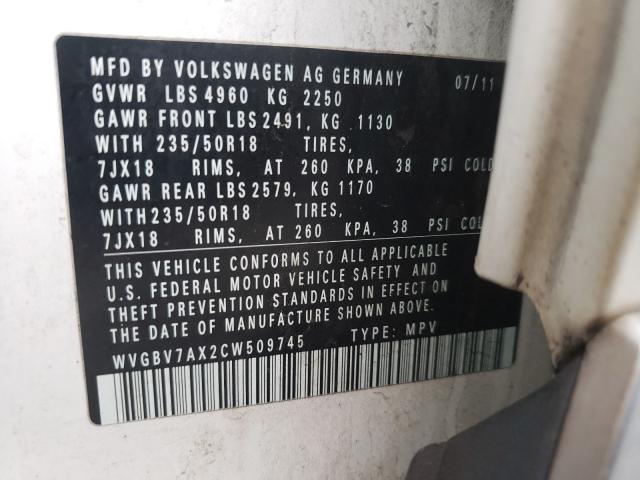 MFD BY VOLKSWAGEN AG GERMANY 07/11
GVWR LBS 4960 KG 2250
GAWR FRONT LBS 2491, KG 1130
WITH 235/50R18 TIRES,
7JX18 RIMS, AT 260 KPA, 38 PSI COLD
GAWR REAR LBS 2579, KG 1170
WITH 235/50R18 TIRES,
7JX18 RIMS, AT 260 KPA, 38 PSI COL
THIS VEHICLE CONFORMS TO ALL APPLICABLE
U.S. FEDERAL MOTOR VEHICLE SAFETY AND
THEFT PREVENTION STANDARDS IN EFFECT ON
THE DATE OF MANUFACTURE SHOWN ABOVE.
WVGBV7AX2CW509745 TYPE: MPV